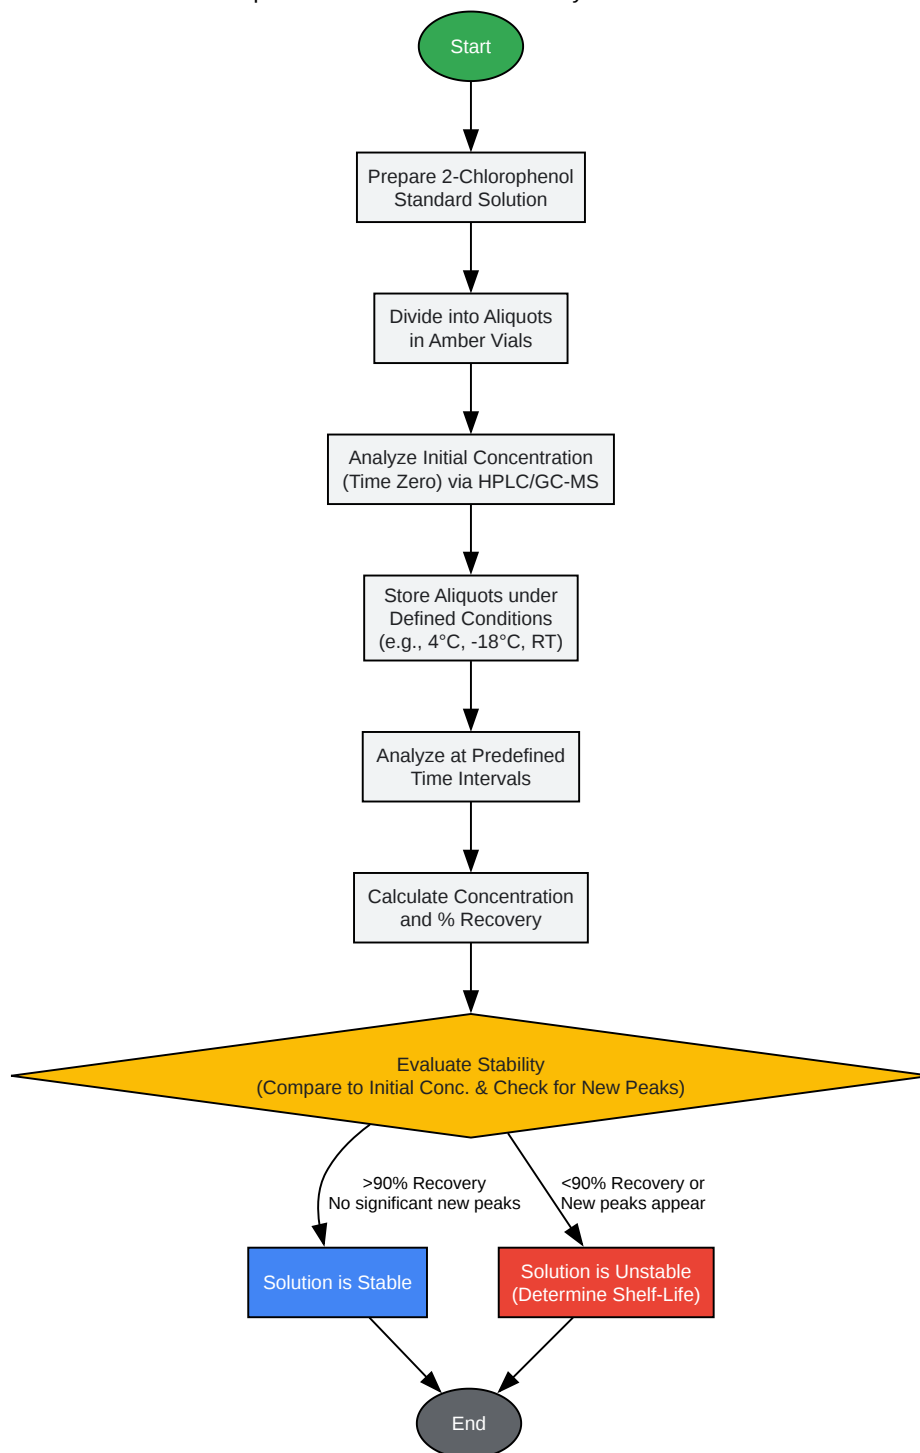 Start
Prepare 2-Chlorophenol
Standard Solution
Divide into Aliquots
in Amber Vials
Analyze Initial Concentration
(Time Zero) via HPLC/GC-MS
Store Aliquots under
Defined Conditions
(e.g., 4°C, -18°C, RT)
Analyze at Predefined
Time Intervals
Calculate Concentration
and % Recovery
Evaluate Stability
(Compare to Initial Conc. & Check for New Peaks)
>90% Recovery
No significant new peaks
<90% Recovery or
New peaks appear
Solution is Stable
Solution is Unstable
(Determine Shelf-Life)
End